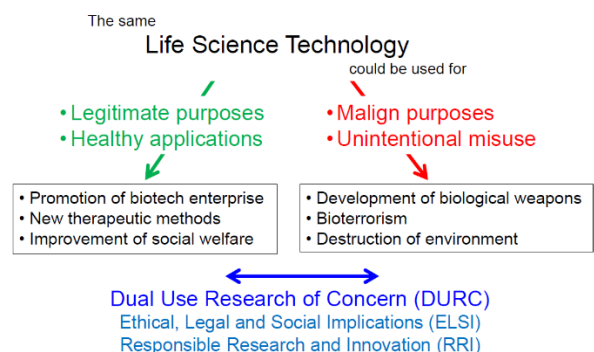 The same
Life Science Technology
could be used for
• Legitimate purposes
• Healthy applications
• Malign purposes
• Unintentional misuse
• Promotion of biotech enterprise
• New therapeutic methods
• Improvement of social welfare
• Development of biological weapons
• Bioterrorism
• Destruction of environment
Dual Use Research of Concern (DURC)
Ethical, Legal and Social Implications (ELSI)
Responsible Research and Innovation (RRI)